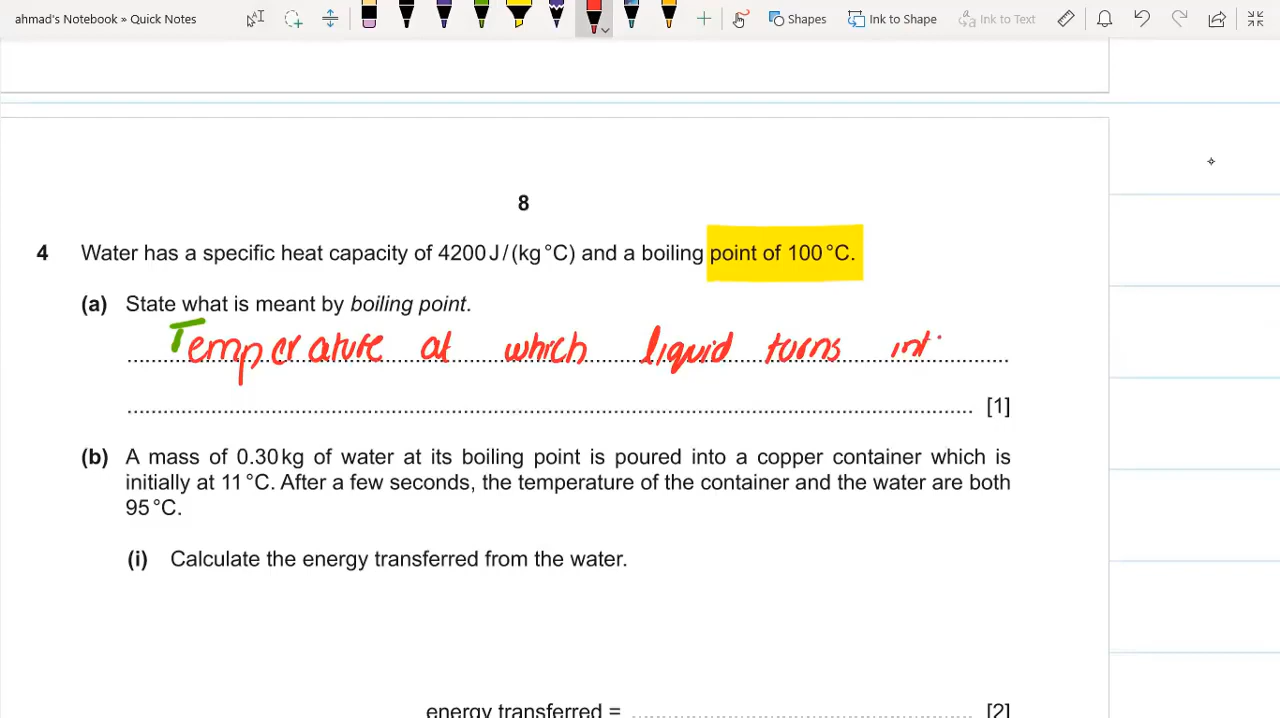 ahmad's Notebook » Quick Notes Shapes Ink to Shape Ink to Text
8
4 Water has a specific heat capacity of 4200 J/(kg °C) and a boiling point of 100 °C.
(a) State what is meant by boiling point.
Temperature at which liquid turns int
[1]
(b) A mass of 0.30 kg of water at its boiling point is poured into a copper container which is
initially at 11 °C. After a few seconds, the temperature of the container and the water are both
95 °C.
(i) Calculate the energy transferred from the water.
energy transferred = [2]